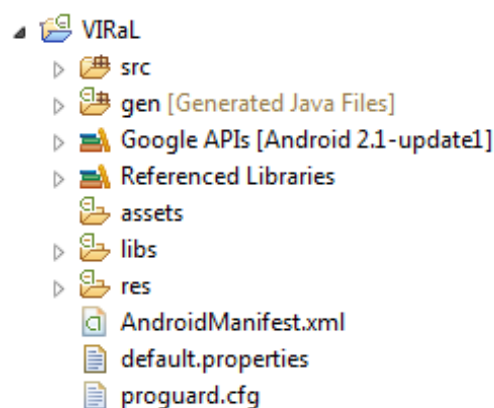 VIRaL
src
gen [Generated Java Files]
Google APIs [Android 2.1-update1]
Referenced Libraries
assets
libs
res
AndroidManifest.xml
default.properties
proguard.cfg